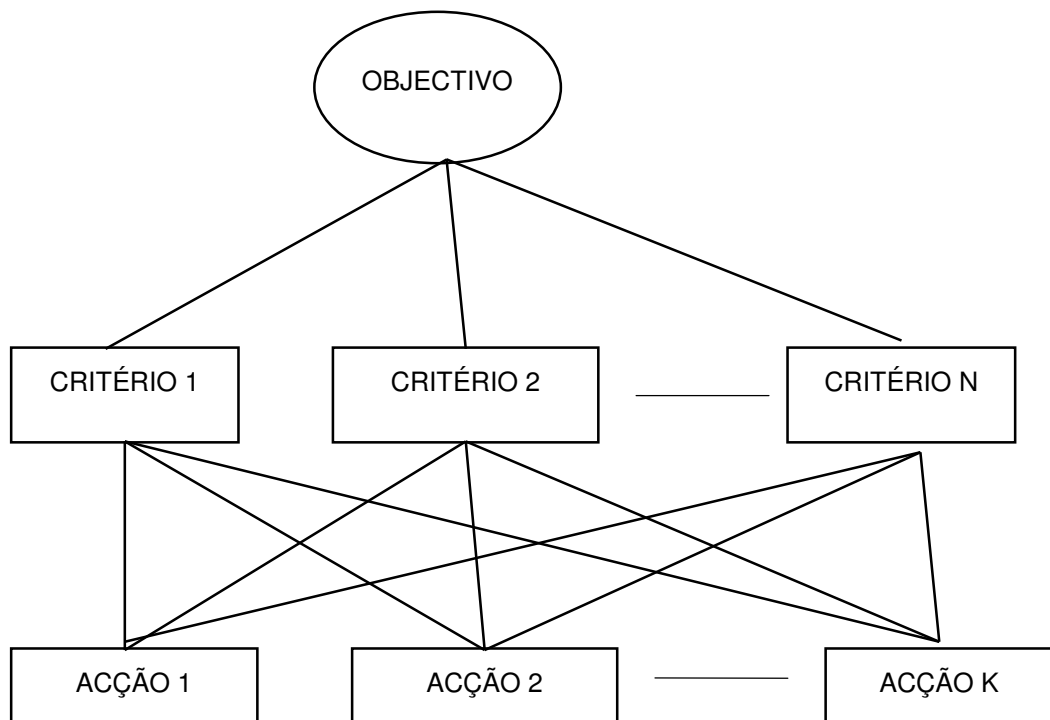 OBJECTIVO
CRITÉRIO 1
CRITÉRIO 2
CRITÉRIO N
ACÇÃO 1
ACÇÃO 2
ACÇÃO K